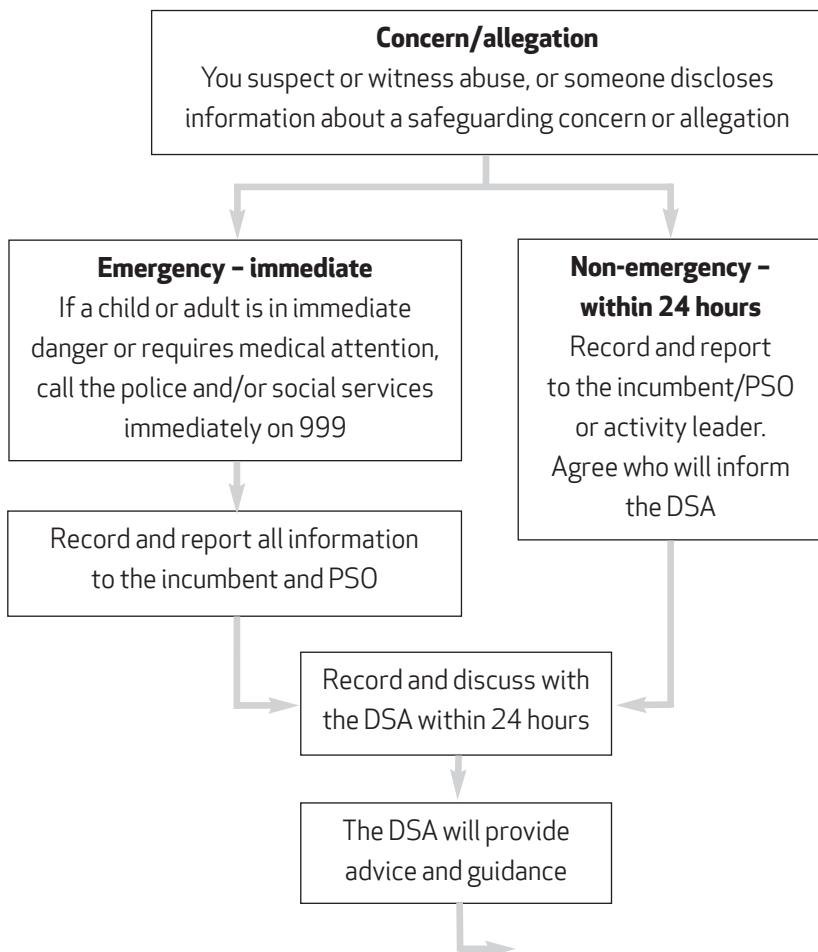 Concern/allegation
You suspect or witness abuse, or someone discloses
information about a safeguarding concern or allegation
Emergency – immediate
If a child or adult is in immediate
danger or requires medical attention,
call the police and/or social services
immediately on 999
Non-emergency –
within 24 hours
Record and report
to the incumbent/PSO
or activity leader.
Agree who will inform
the DSA
Record and report all information
to the incumbent and PSO
Record and discuss with
the DSA within 24 hours
The DSA will provide
advice and guidance